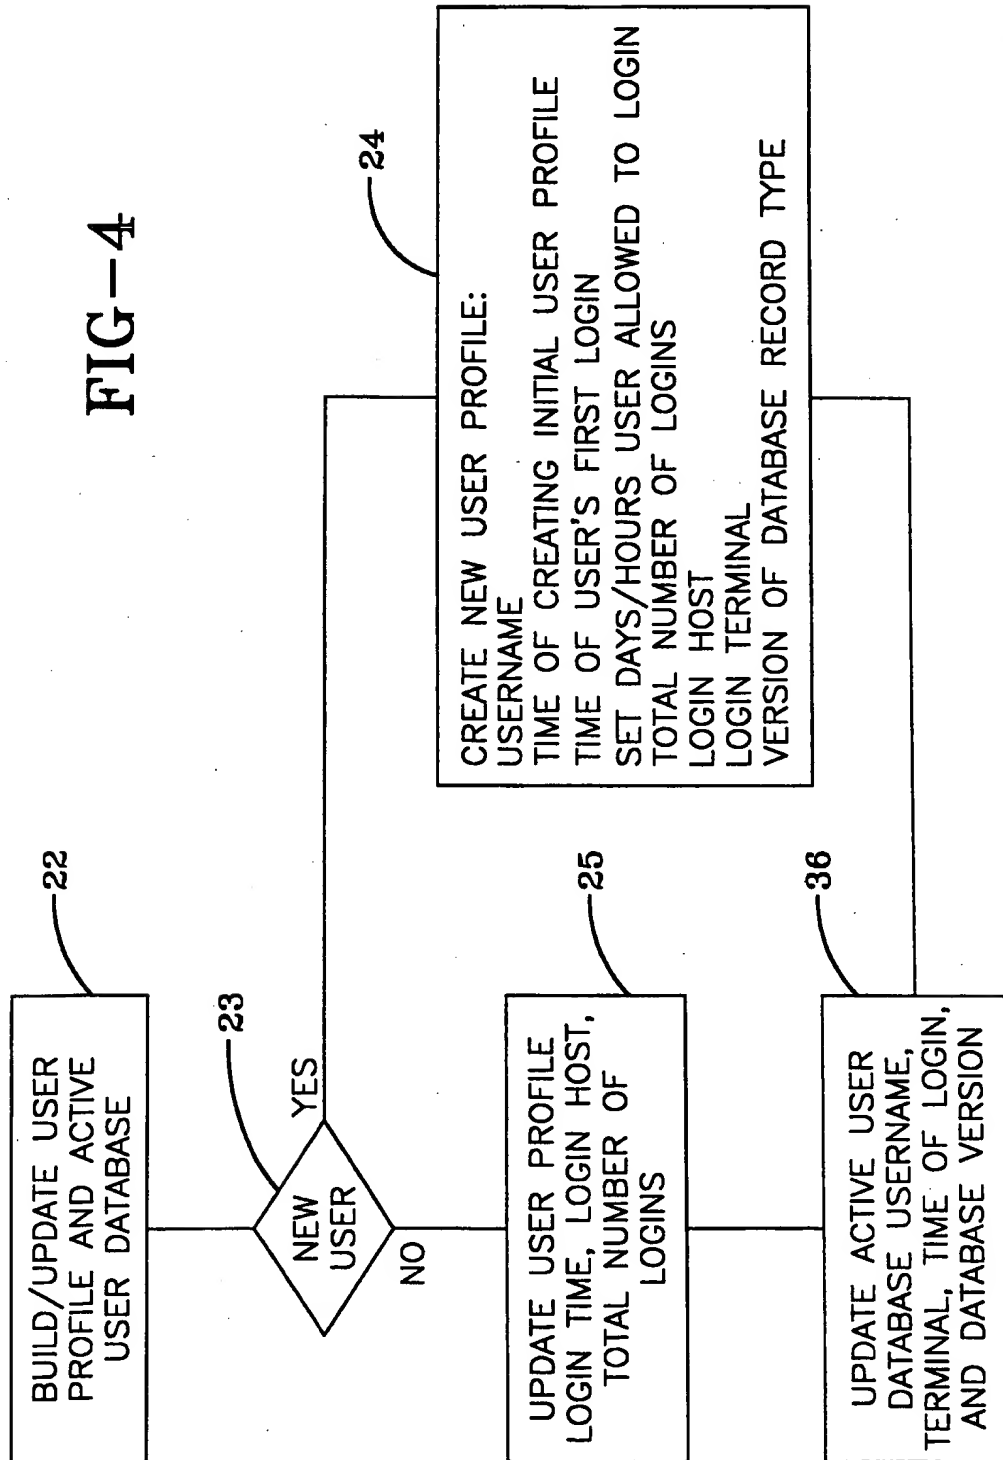 FIG-4
BUILD/UPDATE USER
PROFILE AND ACTIVE
USER DATABASE
22
NEW
USER
23
YES
NO
CREATE NEW USER PROFILE:
USERNAME
TIME OF CREATING INITIAL USER PROFILE
TIME OF USER'S FIRST LOGIN
SET DAYS/HOURS USER ALLOWED TO LOGIN
TOTAL NUMBER OF LOGINS
LOGIN HOST
LOGIN TERMINAL
VERSION OF DATABASE RECORD TYPE
24
UPDATE USER PROFILE
LOGIN TIME, LOGIN HOST,
TOTAL NUMBER OF
LOGINS
25
UPDATE ACTIVE USER
DATABASE USERNAME,
TERMINAL, TIME OF LOGIN,
AND DATABASE VERSION
36